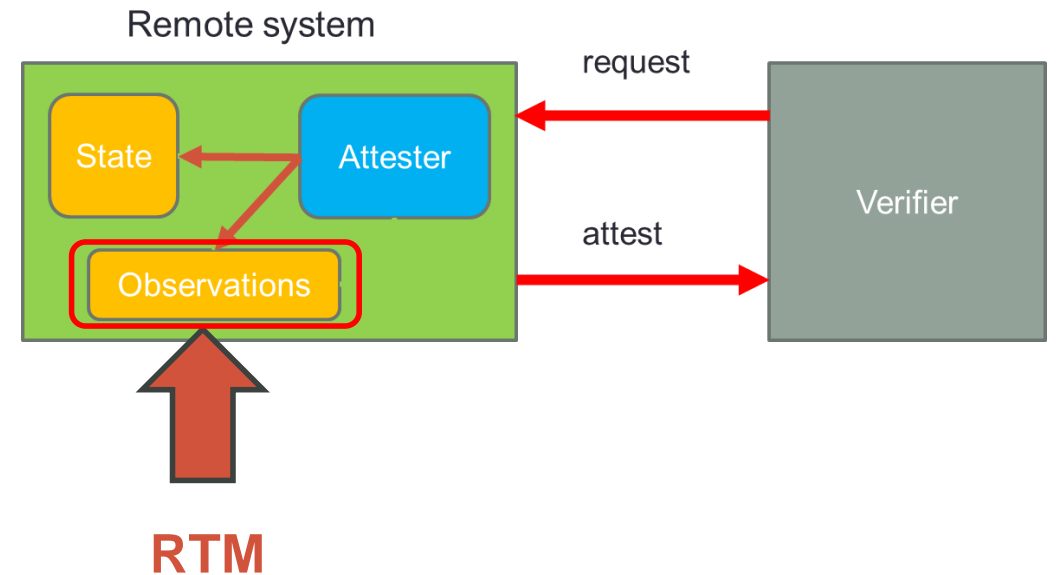 Remote system
request
State
Attester
Verifier
attest
Observations
RTM